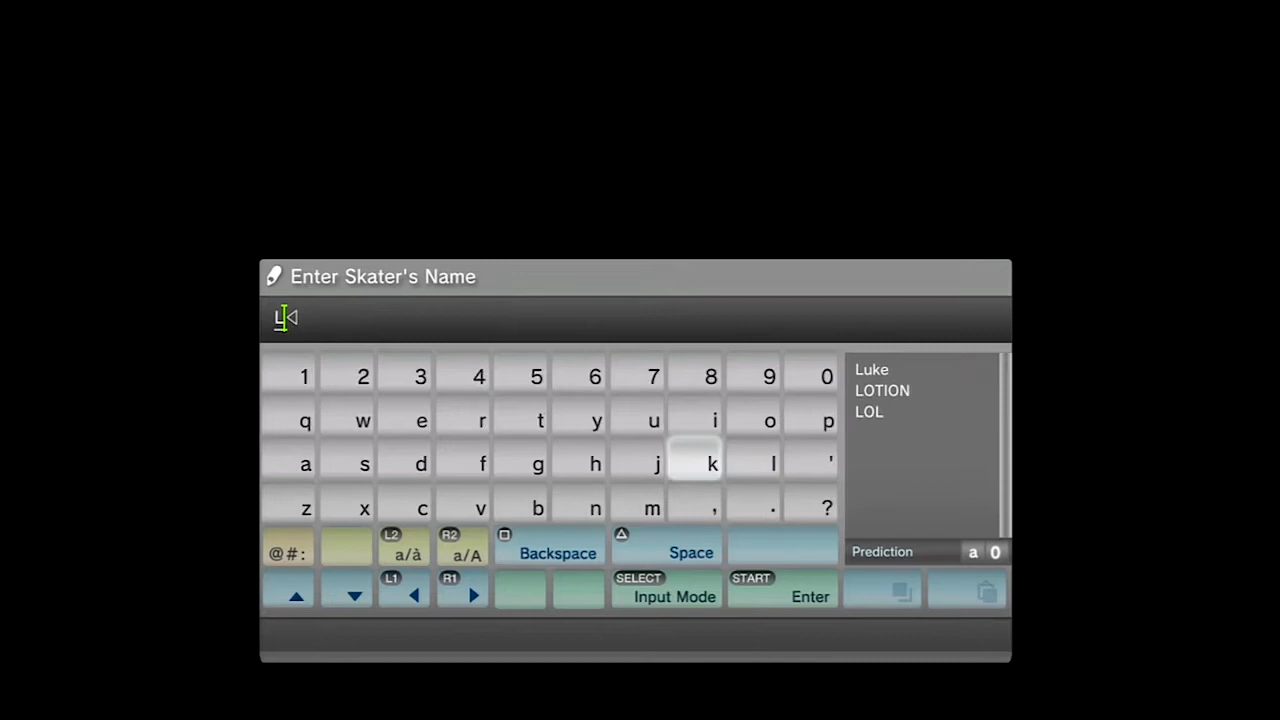 Enter Skater's Name
L
1 2 3 4 5 6 7 8 9 0
q w e r t y u i o p
a s d f g h j k l '
z x c v b n m , . ?
@#: L2 a/à R2 a/A Backspace Space
L1 R1 SELECT Input Mode START Enter
Luke
LOTION
LOL
Prediction a 0